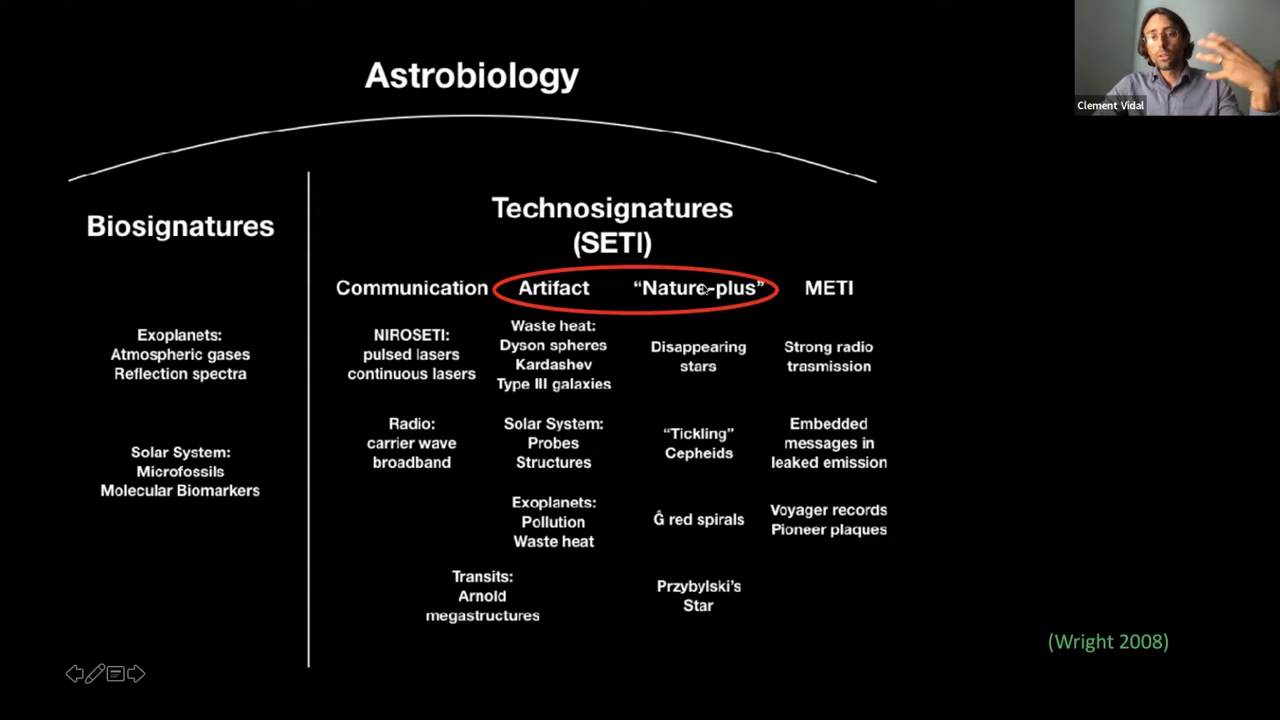 Astrobiology
Clement Vidal
Biosignatures
Exoplanets:
Atmospheric gases
Reflection spectra
Solar System:
Microfossils
Molecular Biomarkers
Technosignatures
(SETI)
Communication
NIROSETI:
pulsed lasers
continuous lasers
Radio:
carrier wave
broadband
Artifact
Waste heat:
Dyson spheres
Kardashev
Type III galaxies
Solar System:
Probes
Structures
Exoplanets:
Pollution
Waste heat
Transits:
Arnold
megastructures
“Nature-plus”
Disappearing
stars
“Tickling”
Cepheids
Ĝ red spirals
Przybylski’s
Star
METI
Strong radio
trasmission
Embedded
messages in
leaked emission
Voyager records
Pioneer plaques
(Wright 2008)